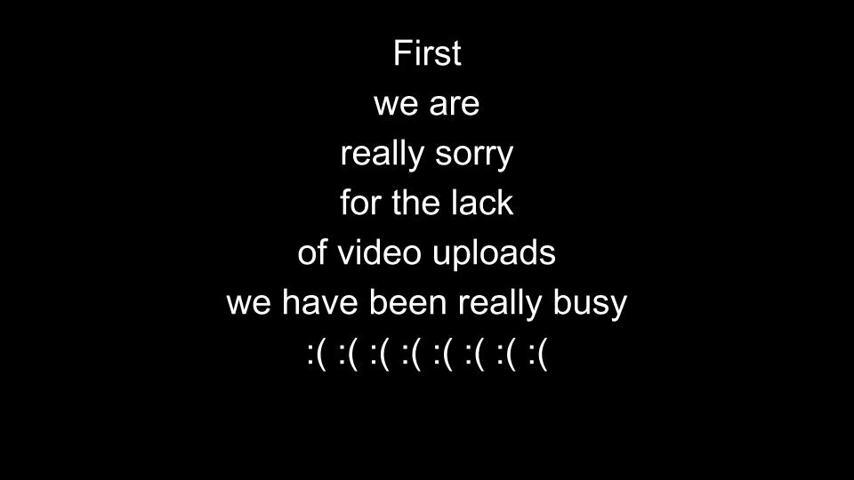 First
we are
really sorry
for the lack
of video uploads
we have been really busy
:( :( :( :( :( :( :( :(